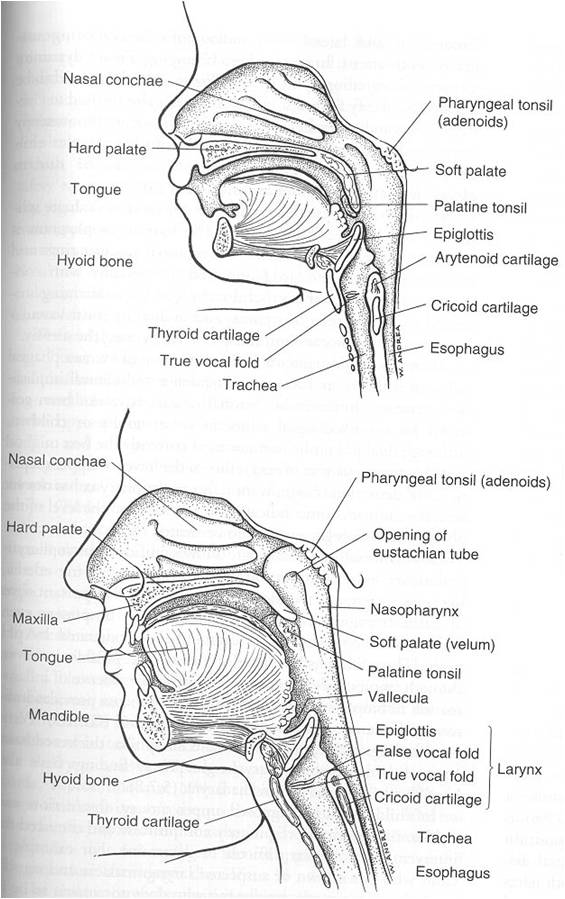 Nasal conchae
Pharyngeal tonsil
(adenoids)
Hard palate
Soft palate
Tongue
Palatine tonsil
Epiglottis
Hyoid bone
Arytenoid cartilage
Cricoid cartilage
Thyroid cartilage
True vocal fold
Esophagus
Trachea
W. ANDREA
Nasal conchae
Pharyngeal tonsil (adenoids)
Hard palate
Opening of
eustachian tube
Nasopharynx
Maxilla
Soft palate (velum)
Tongue
Palatine tonsil
Vallecula
Mandible
Epiglottis
False vocal fold
Larynx
True vocal fold
Hyoid bone
Cricoid cartilage
Thyroid cartilage
Trachea
Esophagus
W. ANDREA